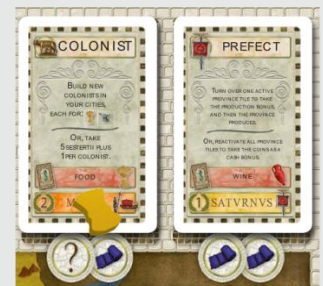 COLONIST
BUILD NEW
COLONISTS IN
YOUR CITIES,
EACH FOR:
OR, TAKE
5 SESTERTII PLUS
1 PER COLONIST.
FOOD
2 M
?
PREFECT
TURN OVER ONE ACTIVE
PROVINCE TILE TO TAKE
THE PRODUCTION BONUS,
AND THEN THE PROVINCE
PRODUCES.
OR, REACTIVATE ALL PROVINCE
TILES TO TAKE THE COINS AS A
CASH BONUS.
WINE
1 SATVRNVS